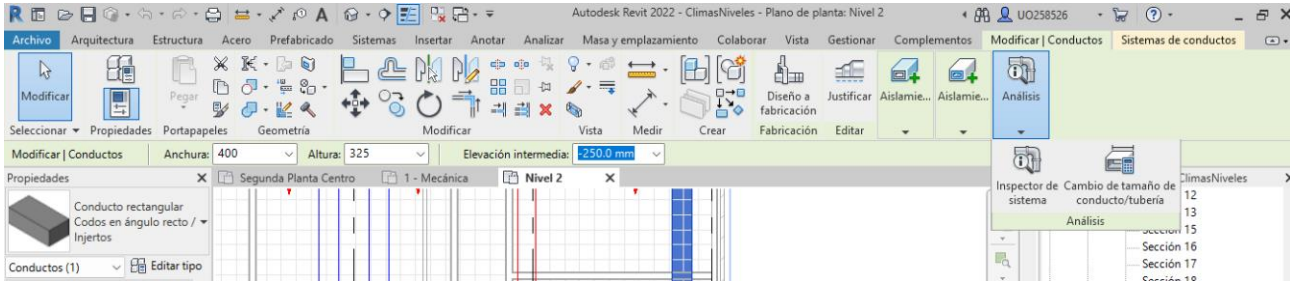 Autodesk Revit 2022 - ClimasNiveles - Plano de planta: Nivel 2
UO258526
Archivo Arquitectura Estructura Acero Prefabricado Sistemas Insertar Anotar Analizar Masa y emplazamiento Colaborar Vista Gestionar Complementos Modificar | Conductos Sistemas de conductos
Modificar Pegar Diseño a fabricación Justificar Aislamie... Aislamie... Análisis
Seleccionar Propiedades Portapapeles Geometría Modificar Vista Medir Crear Fabricación Editar
Modificar | Conductos Anchura: 400 Altura: 325 Elevación intermedia: -250.0 mm
Propiedades Segunda Planta Centro 1 - Mecánica Nivel 2
Inspector de sistema
Cambio de tamaño de conducto/tubería
Análisis
ClimasNiveles
12
13
Sección 15
Sección 16
Sección 17
Sección 18
Conducto rectangular
Codos en ángulo recto /
Injertos
Conductos (1) Editar tipo